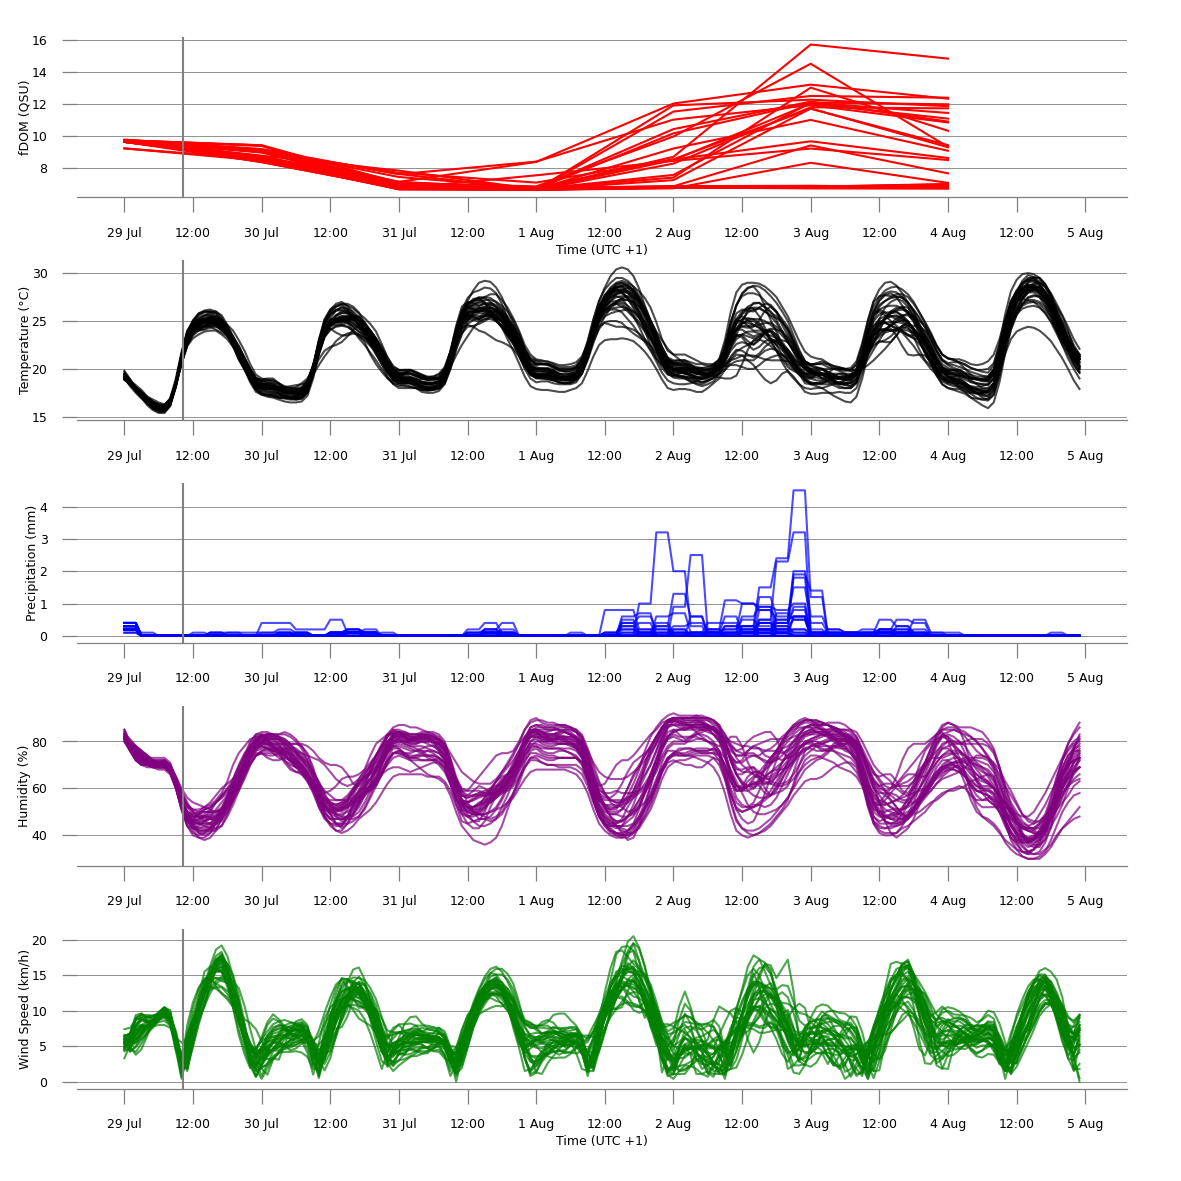 fDOM (QSU)
16
14
12
10
8
29 Jul 12:00 30 Jul 12:00 31 Jul 12:00 1 Aug 12:00 2 Aug 12:00 3 Aug 12:00 4 Aug 12:00 5 Aug
Time (UTC +1)
Temperature (°C)
30
25
20
15
29 Jul 12:00 30 Jul 12:00 31 Jul 12:00 1 Aug 12:00 2 Aug 12:00 3 Aug 12:00 4 Aug 12:00 5 Aug
Precipitation (mm)
4
3
2
1
0
29 Jul 12:00 30 Jul 12:00 31 Jul 12:00 1 Aug 12:00 2 Aug 12:00 3 Aug 12:00 4 Aug 12:00 5 Aug
Humidity (%)
80
60
40
29 Jul 12:00 30 Jul 12:00 31 Jul 12:00 1 Aug 12:00 2 Aug 12:00 3 Aug 12:00 4 Aug 12:00 5 Aug
Wind Speed (km/h)
20
15
10
5
0
29 Jul 12:00 30 Jul 12:00 31 Jul 12:00 1 Aug 12:00 2 Aug 12:00 3 Aug 12:00 4 Aug 12:00 5 Aug
Time (UTC +1)